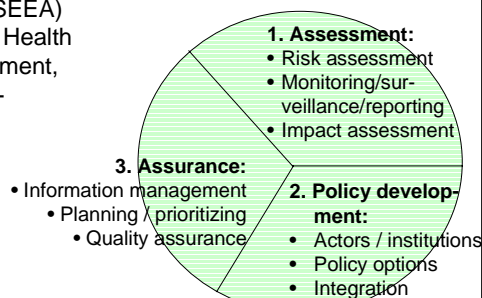 SEEA)
Health
ment,
-
1. Assessment:
• Risk assessment
• Monitoring/sur-
veillance/reporting
• Impact assessment
3. Assurance:
• Information management
• Planning / prioritizing
• Quality assurance
2. Policy develop-
ment:
• Actors / institutions
• Policy options
• Integration